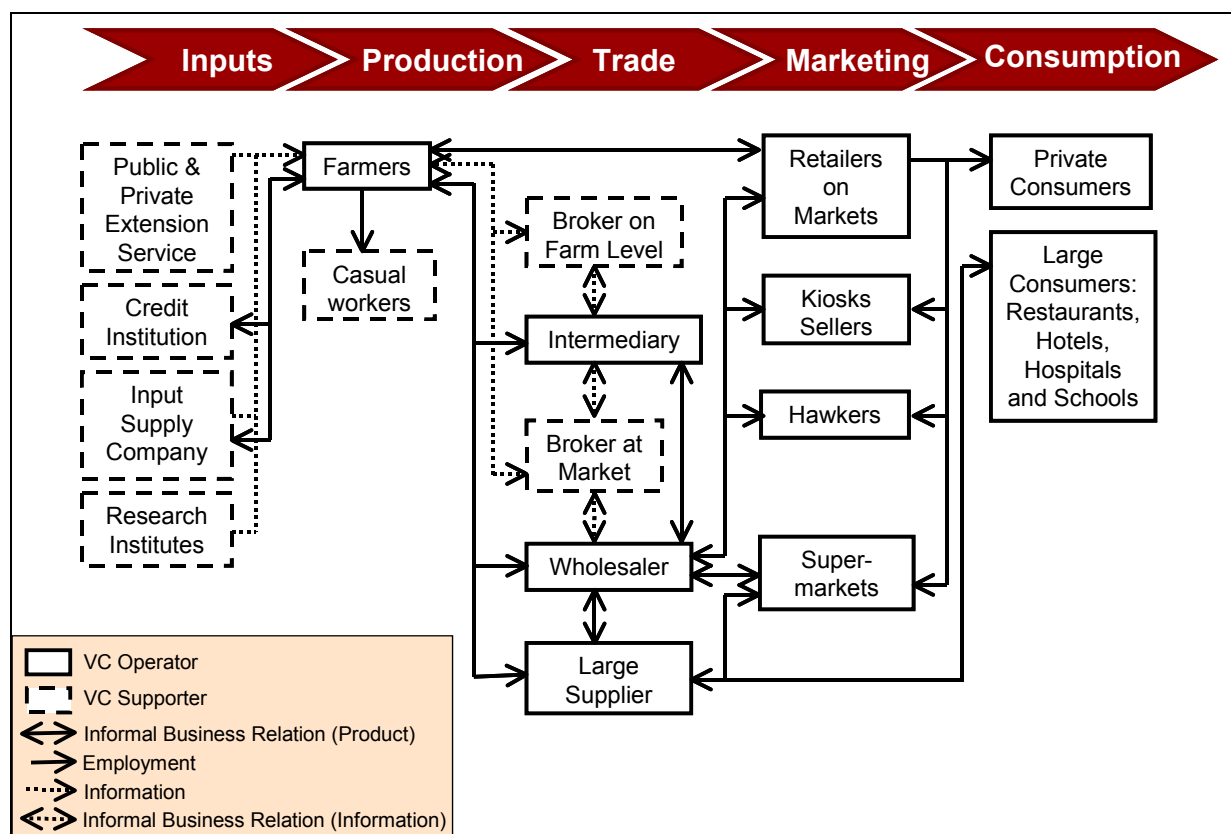 Inputs
Production
Trade
Marketing
Consumption
Public &
Private
Extension
Service
Credit
Institution
Input
Supply
Company
Research
Institutes
Farmers
Casual
workers
Broker on
Farm Level
Intermediary
Broker at
Market
Wholesaler
Large
Supplier
Retailers
on
Markets
Kiosks
Sellers
Hawkers
Super-
markets
Private
Consumers
Large
Consumers:
Restaurants,
Hotels,
Hospitals
and Schools
VC Operator
VC Supporter
Informal Business Relation (Product)
Employment
Information
Informal Business Relation (Information)